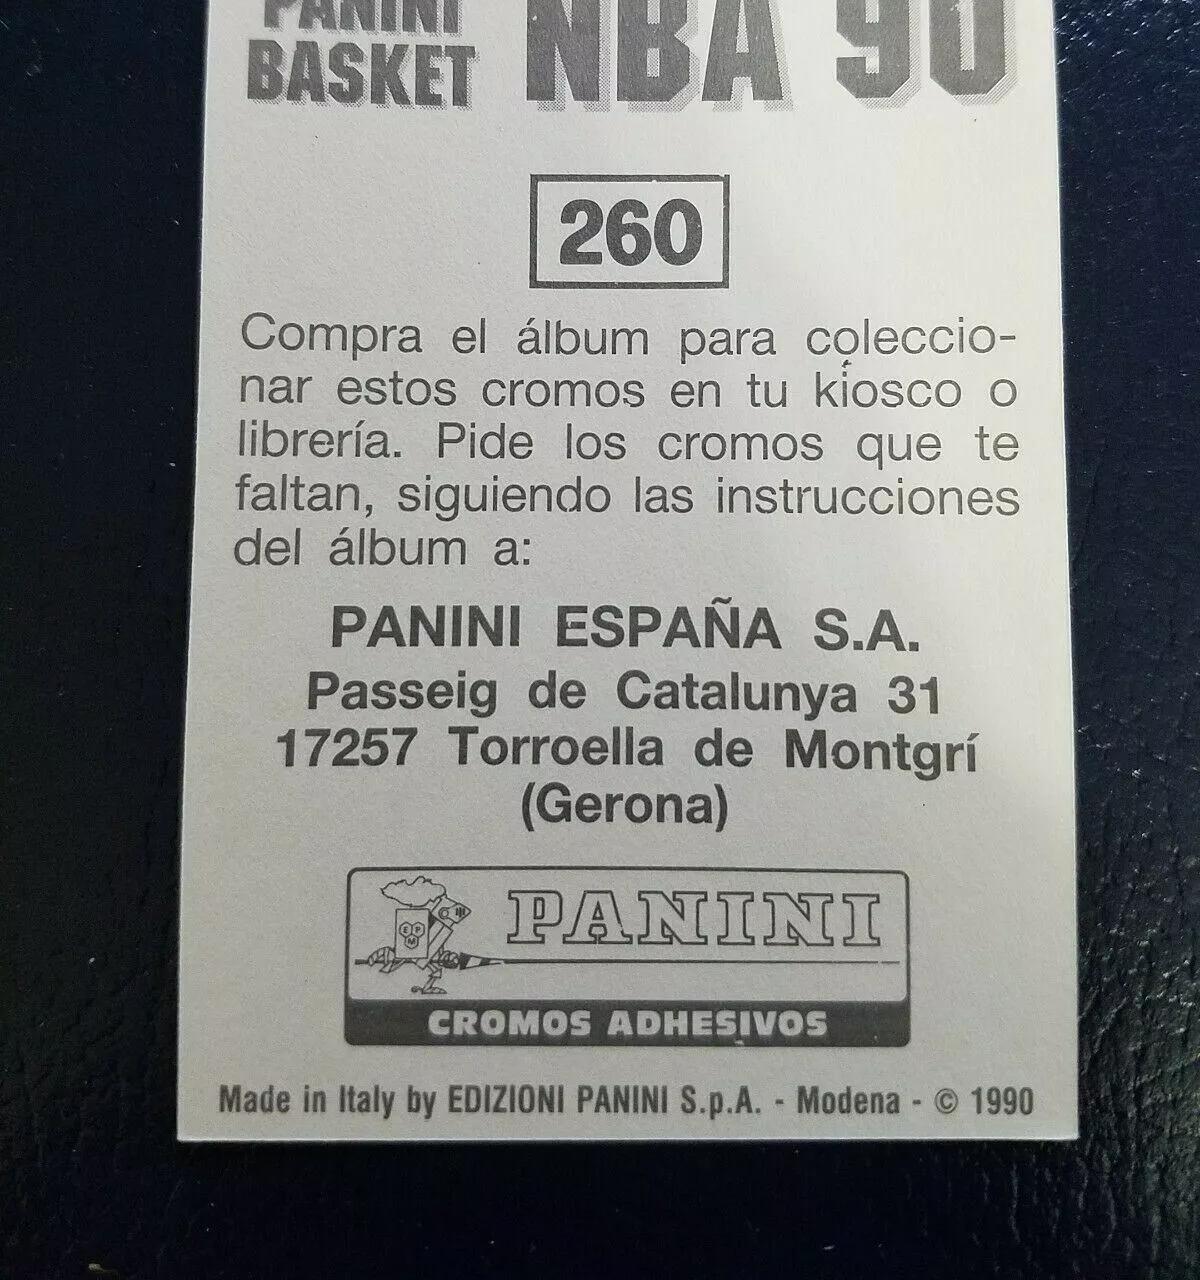 PANINI
BASKET NBA 90
260
Compra el álbum para coleccio-
nar estos cromos en tu kiosco o
librería. Pide los cromos que te
faltan, siguiendo las instrucciones
del álbum a:
PANINI ESPAÑA S.A.
Passeig de Catalunya 31
17257 Torroella de Montgrí
(Gerona)
E P
M
PANINI
CROMOS ADHESIVOS
Made in Italy by EDIZIONI PANINI S.p.A. - Modena - © 1990